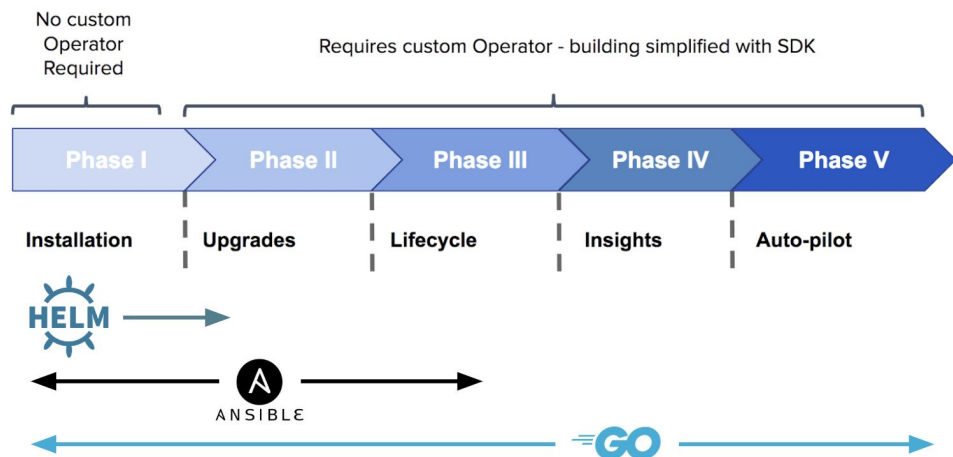 No custom
Operator
Required
Requires custom Operator - building simplified with SDK
Phase I
Phase II
Phase III
Phase IV
Phase V
Installation
Upgrades
Lifecycle
Insights
Auto-pilot
HELM
A
ANSIBLE
GO